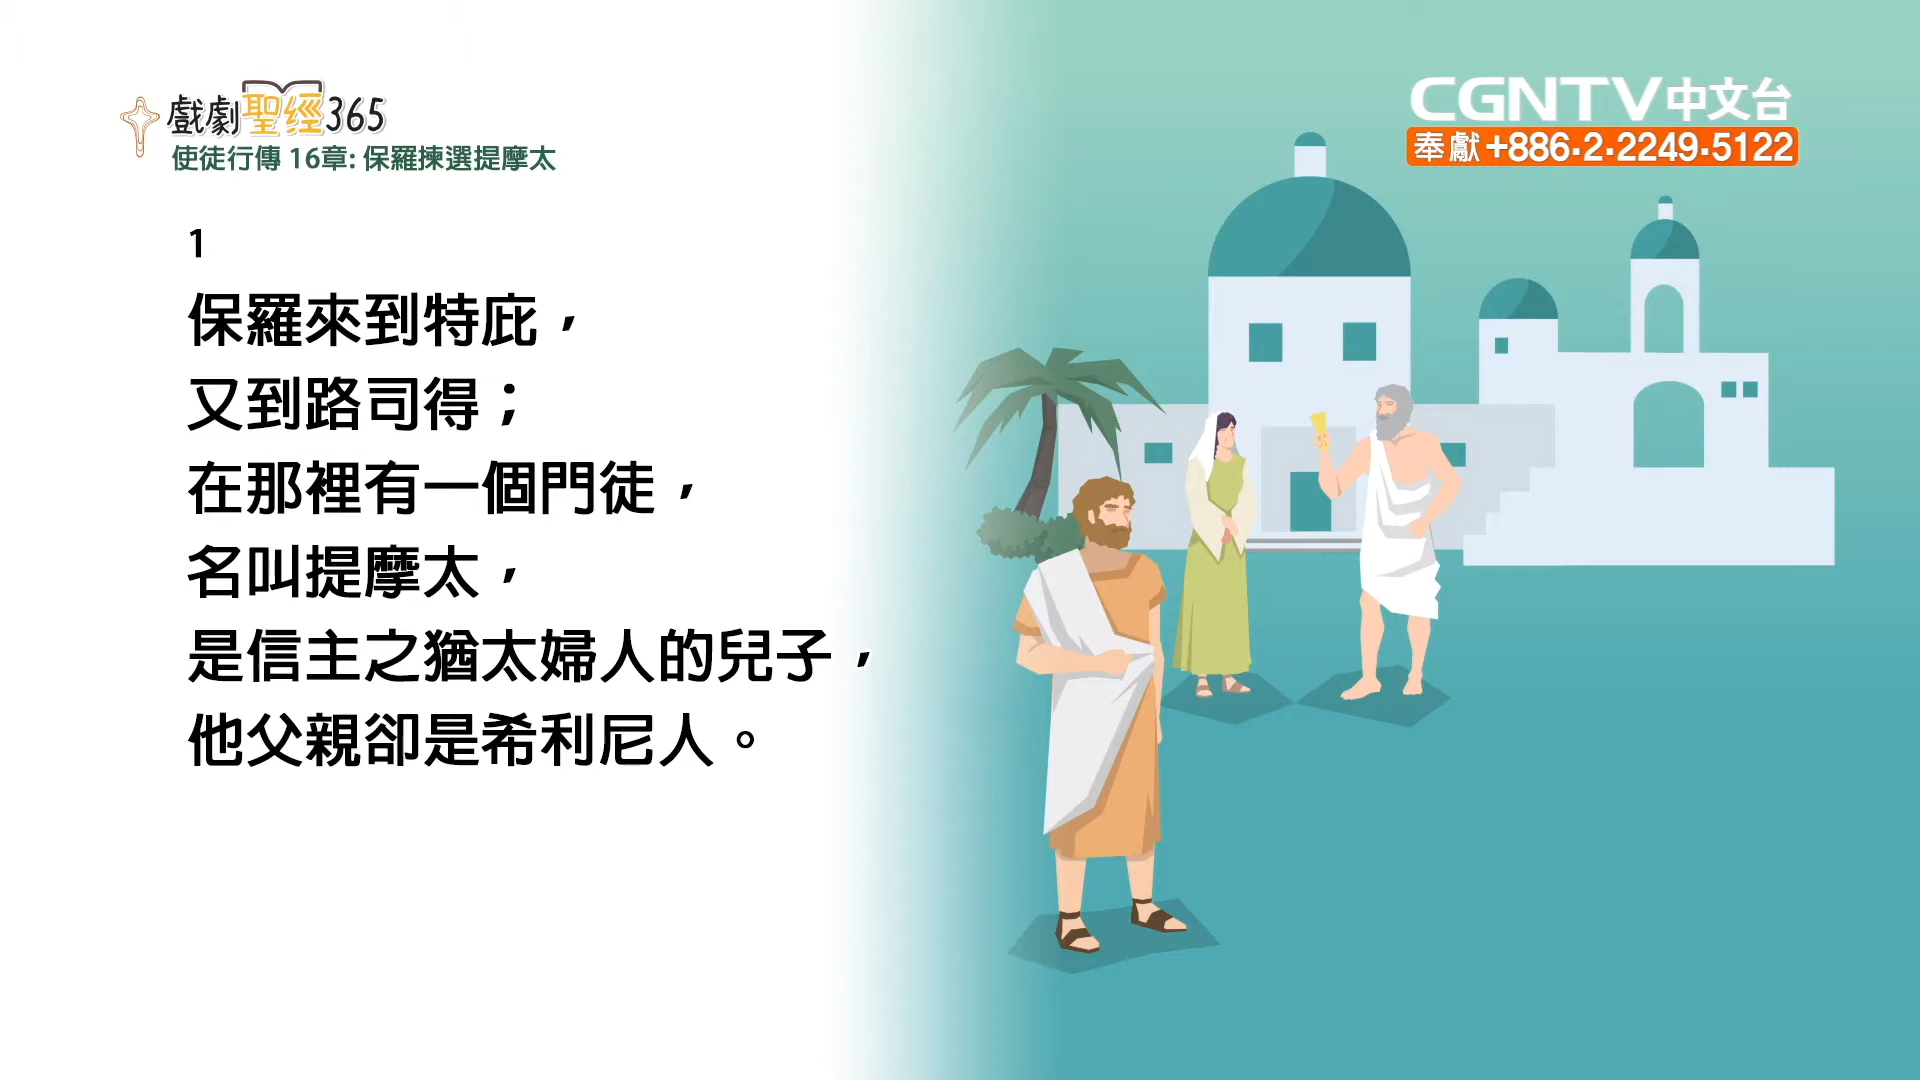 戲劇聖經365
使徒行傳 16章: 保羅揀選提摩太
CGNTV中文台
奉獻 +886·2·2249·5122
1
保羅來到特庇，
又到路司得；
在那裡有一個門徒，
名叫提摩太，
是信主之猶太婦人的兒子，
他父親卻是希利尼人。